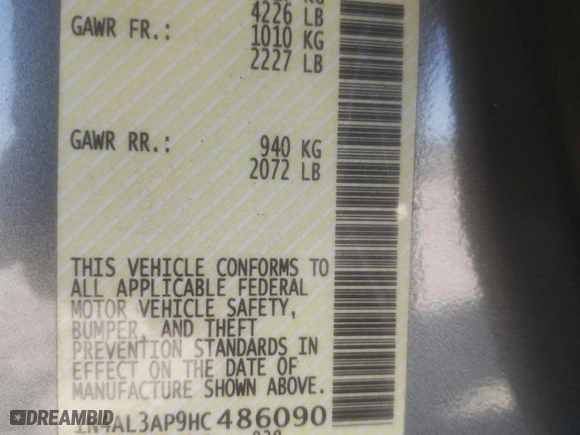 4226 LB
GAWR FR.: 1010 KG
2227 LB
GAWR RR.: 940 KG
2072 LB
THIS VEHICLE CONFORMS TO
ALL APPLICABLE FEDERAL
MOTOR VEHICLE SAFETY,
BUMPER, AND THEFT
PREVENTION STANDARDS IN
EFFECT ON THE DATE OF
MANUFACTURE SHOWN ABOVE.
1N4AL3AP9HC486090
DREAMBID